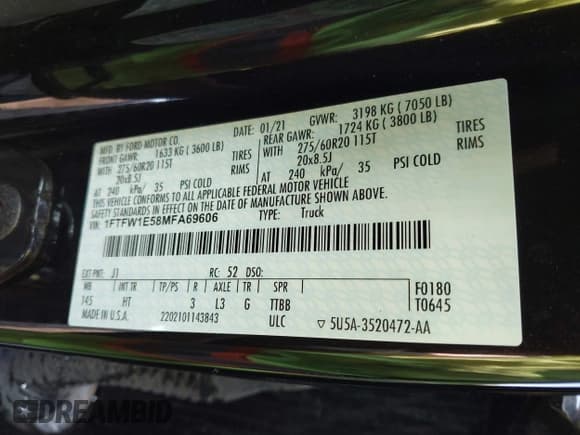 MFD. BY FORD MOTOR CO. DATE: 01/21 GVWR: 3198 KG ( 7050 LB)
FRONT GAWR: 1633 KG ( 3600 LB) REAR GAWR: 1724 KG ( 3800 LB)
WITH 275/60R20 115T TIRES WITH 275/60R20 115T TIRES
20x8.5J RIMS 20x8.5J RIMS
AT 240 kPa/ 35 PSI COLD AT 240 kPa/ 35 PSI COLD
THIS VEHICLE CONFORMS TO ALL APPLICABLE FEDERAL MOTOR VEHICLE
SAFETY STANDARDS IN EFFECT ON THE DATE OF MANUFACTURE SHOWN ABOVE.
VIN: 1FTFW1E58MFA69606 TYPE: Truck
EXT PNT: J1 RC: 52 DSO:
WB INT TR TP/PS R AXLE TR SPR
145 HT 3 L3 G TTBB
F0180
T0645
MADE IN U.S.A. 2202101143843 ULC ▽ 5U5A-3520472-AA
DREAMBID